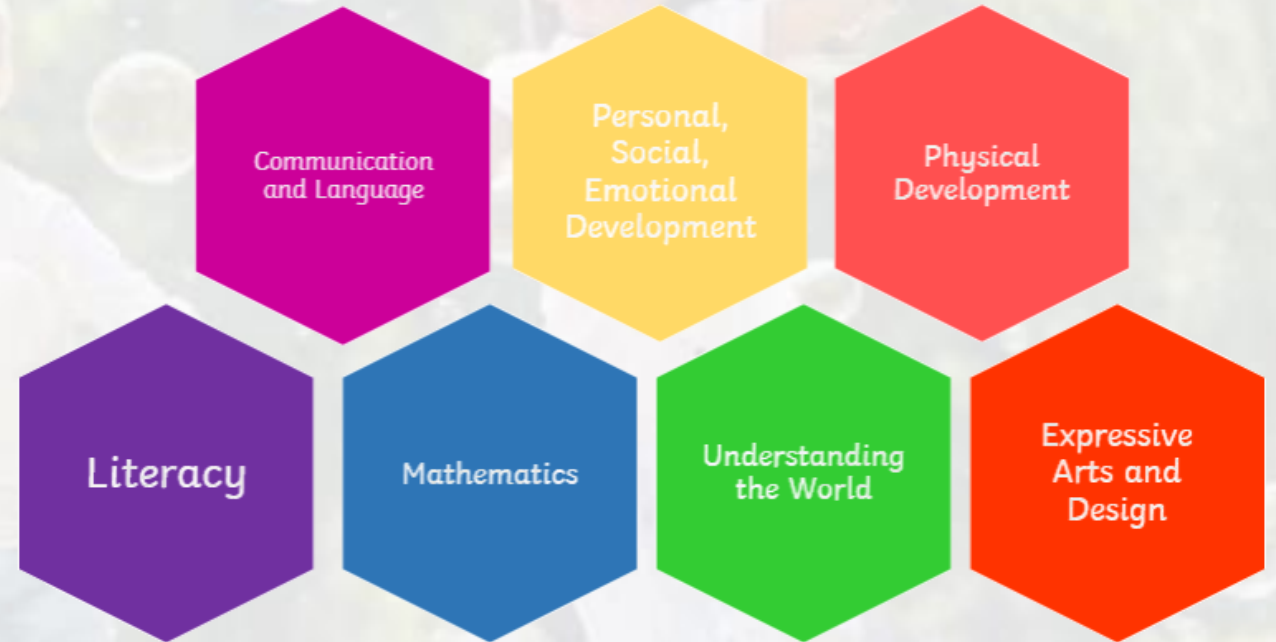 Communication
and Language
Personal,
Social,
Emotional
Development
Physical
Development
Literacy
Mathematics
Understanding
the World
Expressive
Arts and
Design